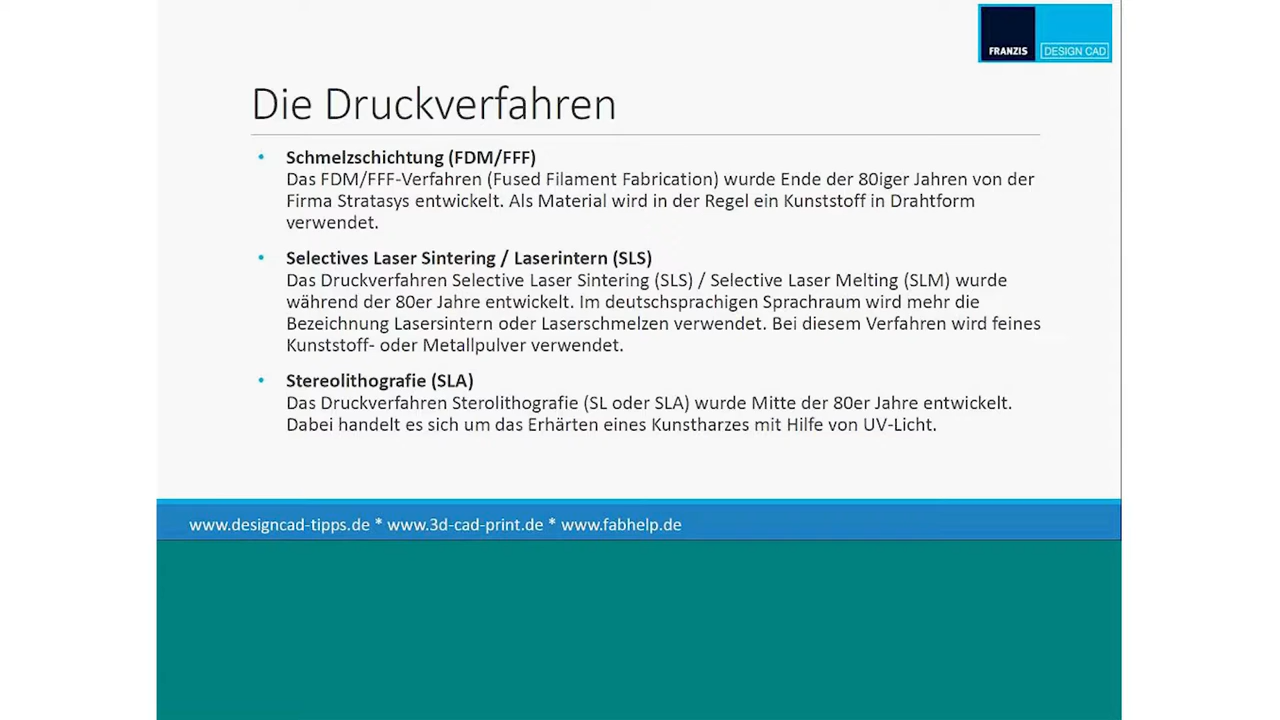 FRANZIS
DESIGN CAD
Die Druckverfahren
• Schmelzschichtung (FDM/FFF)
Das FDM/FFF-Verfahren (Fused Filament Fabrication) wurde Ende der 80iger Jahren von der
Firma Stratasys entwickelt. Als Material wird in der Regel ein Kunststoff in Drahtform
verwendet.
• Selectives Laser Sintering / Laserintern (SLS)
Das Druckverfahren Selective Laser Sintering (SLS) / Selective Laser Melting (SLM) wurde
während der 80er Jahre entwickelt. Im deutschsprachigen Sprachraum wird mehr die
Bezeichnung Lasersintern oder Laserschmelzen verwendet. Bei diesem Verfahren wird feines
Kunststoff- oder Metallpulver verwendet.
• Stereolithografie (SLA)
Das Druckverfahren Sterolithografie (SL oder SLA) wurde Mitte der 80er Jahre entwickelt.
Dabei handelt es sich um das Erhärten eines Kunstharzes mit Hilfe von UV-Licht.
www.designcad-tipps.de * www.3d-cad-print.de * www.fabhelp.de